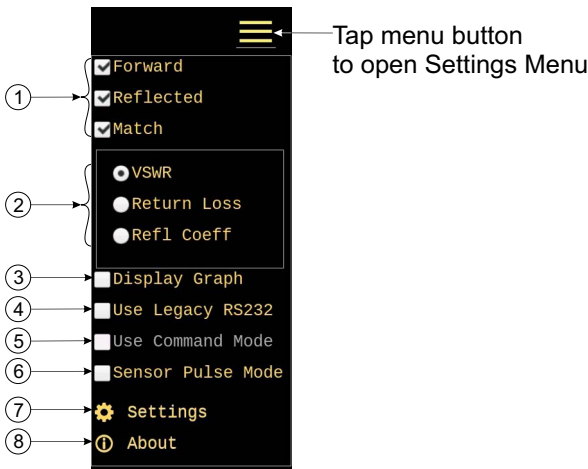 Tap menu button
to open Settings Menu
1
Forward
Reflected
Match
2
VSWR
Return Loss
Refl Coeff
3 Display Graph
4 Use Legacy RS232
5 Use Command Mode
6 Sensor Pulse Mode
7 Settings
8 About